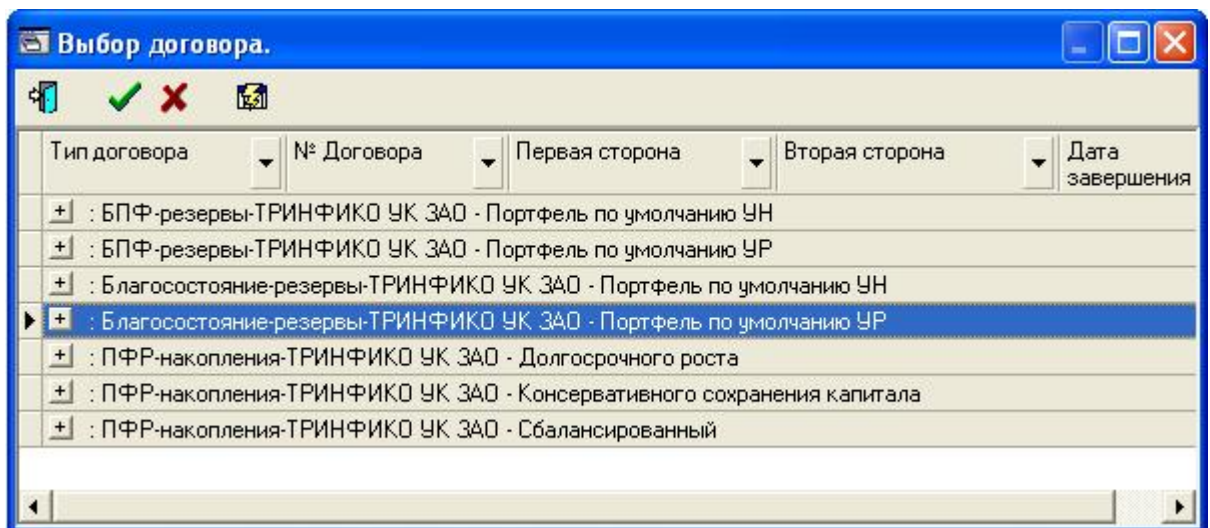 Выбор договора.
Тип договора № Договора Первая сторона Вторая сторона Дата завершения
: БПФ-резервы-ТРИНФИКО УК ЗАО - Портфель по умолчанию УН
: БПФ-резервы-ТРИНФИКО УК ЗАО - Портфель по умолчанию УР
: Благосостояние-резервы-ТРИНФИКО УК ЗАО - Портфель по умолчанию УН
: Благосостояние-резервы-ТРИНФИКО УК ЗАО - Портфель по умолчанию УР
: ПФР-накопления-ТРИНФИКО УК ЗАО - Долгосрочного роста
: ПФР-накопления-ТРИНФИКО УК ЗАО - Консервативного сохранения капитала
: ПФР-накопления-ТРИНФИКО УК ЗАО - Сбалансированный